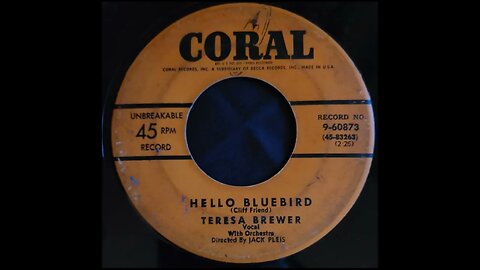 CORAL
CORAL RECORDS, INC. A SUBSIDIARY OF DECCA RECORDS, INC., MADE IN U.S.A.
UNBREAKABLE
45 RPM
RECORD
RECORD NO.
9-60873
(45-83263)
(2:25)
HELLO BLUEBIRD
(Cliff Friend)
TERESA BREWER
Vocal
With Orchestra
Directed By JACK PLEIS